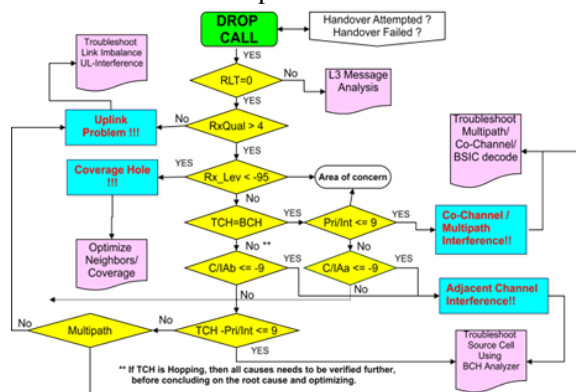 DROP
CALL
Handover Attempted ?
Handover Failed ?
Troubleshoot
Link Imbalance
UL-Interference
YES
RLT=0
No
L3 Message
Analysis
YES
Uplink
Problem !!!
No
RxQual > 4
Troubleshoot
Multipath/
Co-Channel/
BSIC decode
YES
Coverage Hole
!!!
YES
Rx_Lev < -95
Area of concern
No
TCH=BCH
YES
Pri/Int <= 9
YES
Co-Channel /
Multipath
Interference!!
Optimize
Neighbors/
Coverage
No **
No
C/IAb <= -9
YES
C/IAa <= -9
YES
Adjacent Channel
Interference!!
No
No
Multipath
No
No
TCH -Pri/Int <= 9
YES
Troubleshoot
Source Cell
Using
BCH Analyzer
** If TCH is Hopping, then all causes needs to be verified further,
before concluding on the root cause and optimizing.